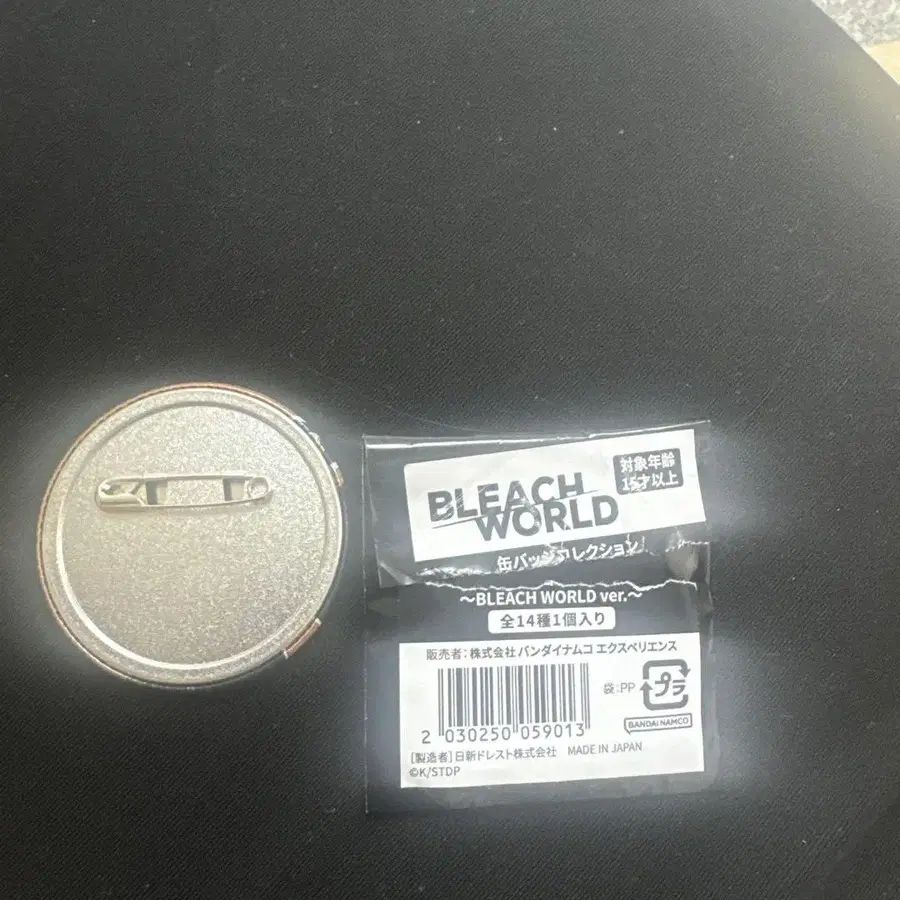 BLEACH
WORLD
対象年齢
15才以上
缶バッジコレクション
~BLEACH WORLD ver.~
全14種1個入り
販売者:株式会社 バンダイナムコ エクスペリエンス
袋:PP
プラ
BANDAI NAMCO
2 030250 059013
[製造者]日新ドレスト株式会社 MADE IN JAPAN
©K/STDP